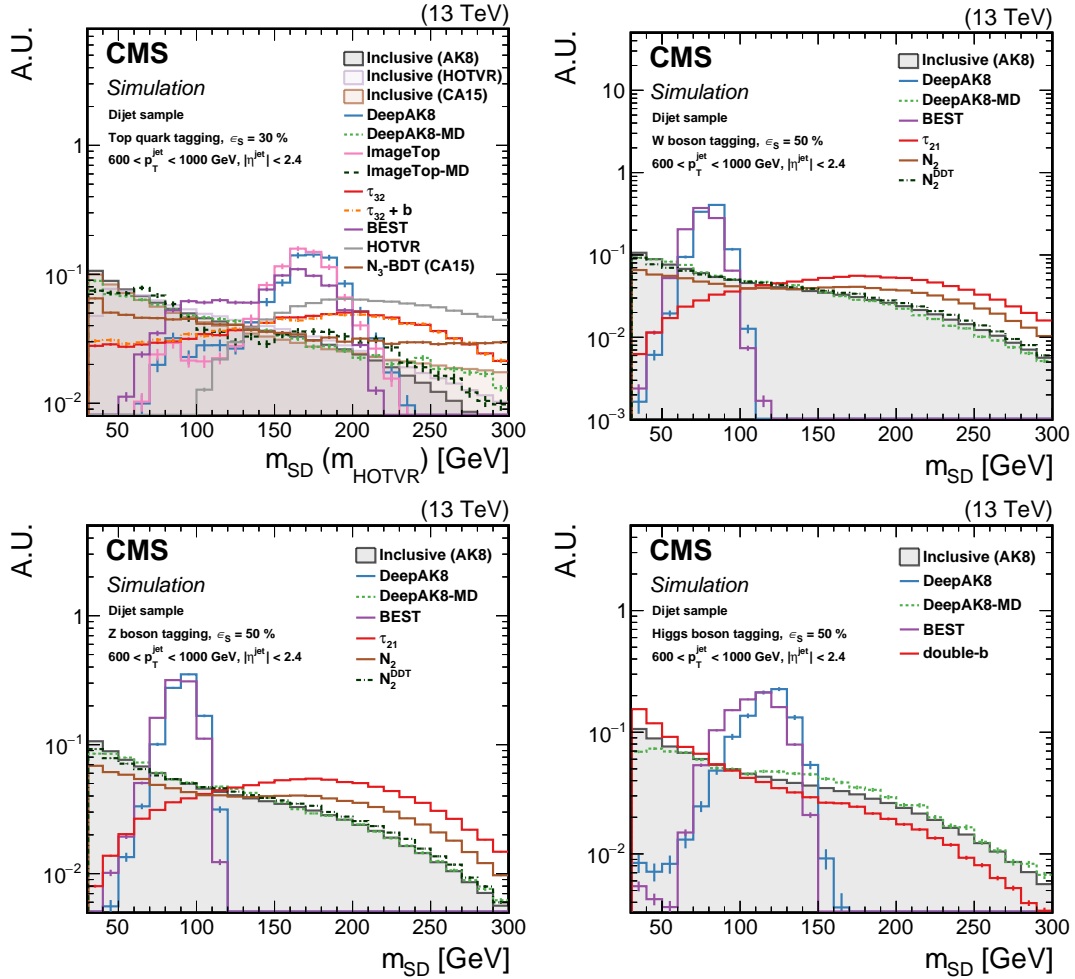 (13 TeV)
A.U.
CMS
Simulation
Dijet sample
Top quark tagging, ε_S = 30 %
600 < p_T^jet < 1000 GeV, |η^jet| < 2.4
Inclusive (AK8)
Inclusive (HOTVR)
Inclusive (CA15)
DeepAK8
DeepAK8-MD
ImageTop
ImageTop-MD
τ_32
τ_32 + b
BEST
HOTVR
N_3-BDT (CA15)
1
10^-1
10^-2
50 100 150 200 250 300
m_SD (m_HOTVR) [GeV]
(13 TeV)
A.U.
CMS
Simulation
Dijet sample
W boson tagging, ε_S = 50 %
600 < p_T^jet < 1000 GeV, |η^jet| < 2.4
Inclusive (AK8)
DeepAK8
DeepAK8-MD
BEST
τ_21
N_2
N_2^DDT
10
1
10^-1
10^-2
10^-3
50 100 150 200 250 300
m_SD [GeV]
(13 TeV)
A.U.
CMS
Simulation
Dijet sample
Z boson tagging, ε_S = 50 %
600 < p_T^jet < 1000 GeV, |η^jet| < 2.4
Inclusive (AK8)
DeepAK8
DeepAK8-MD
BEST
τ_21
N_2
N_2^DDT
1
10^-1
10^-2
50 100 150 200 250 300
m_SD [GeV]
(13 TeV)
A.U.
CMS
Simulation
Dijet sample
Higgs boson tagging, ε_S = 50 %
600 < p_T^jet < 1000 GeV, |η^jet| < 2.4
Inclusive (AK8)
DeepAK8
DeepAK8-MD
BEST
double-b
1
10^-1
10^-2
50 100 150 200 250 300
m_SD [GeV]